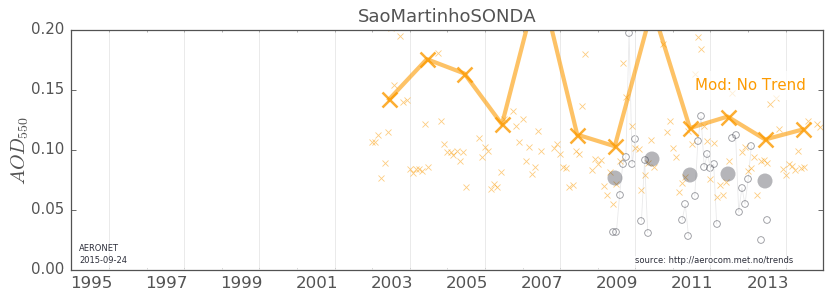 SaoMartinhoSONDA
0.20
0.15
0.10
0.05
0.00
AOD550
Mod: No Trend
AERONET
2015-09-24
source: http://aerocom.met.no/trends
1995 1997 1999 2001 2003 2005 2007 2009 2011 2013